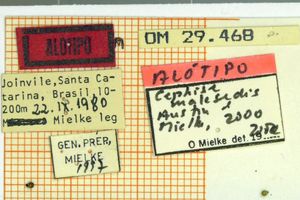 ALÓTIPO
OM 29.468
Joinvile, Santa Ca-
tarina, Brasil, 10-
200m 22.IX.1980
Mielke leg
GEN. PREP.
MIELKE
1997
ALÓTIPO
Cephise
Austin &
Mielke, 2000
O Mielke det. 19